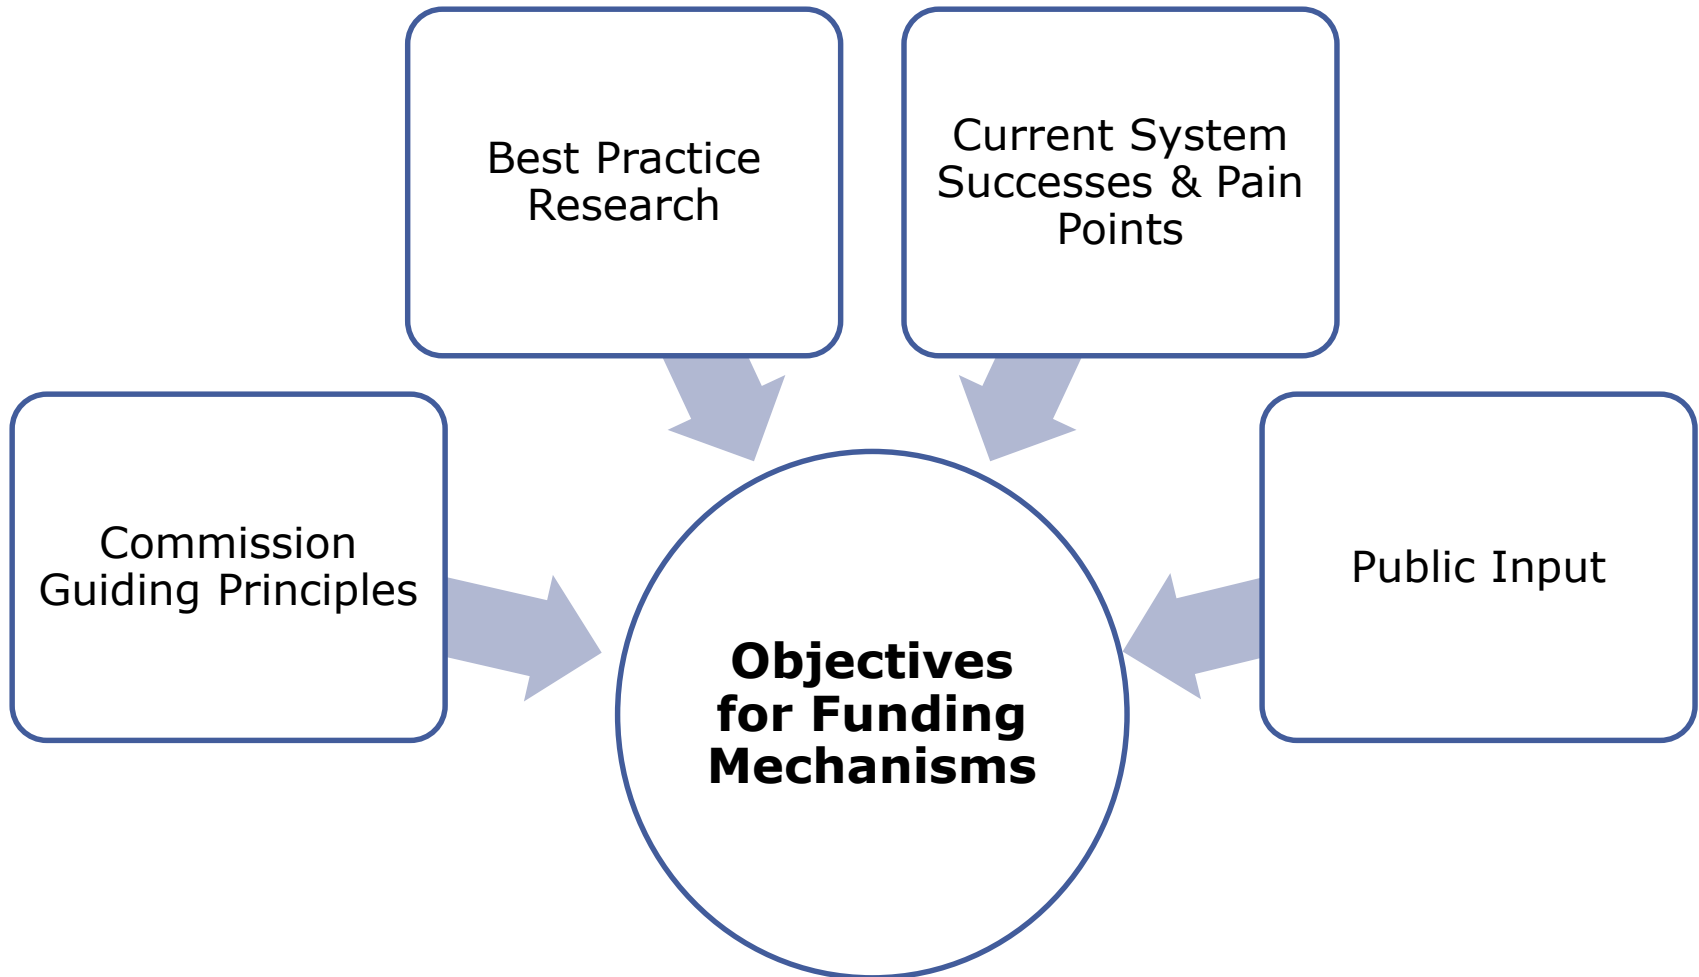 Best Practice
Research
Current System
Successes & Pain
Points
Commission
Guiding Principles
Public Input
Objectives
for Funding
Mechanisms